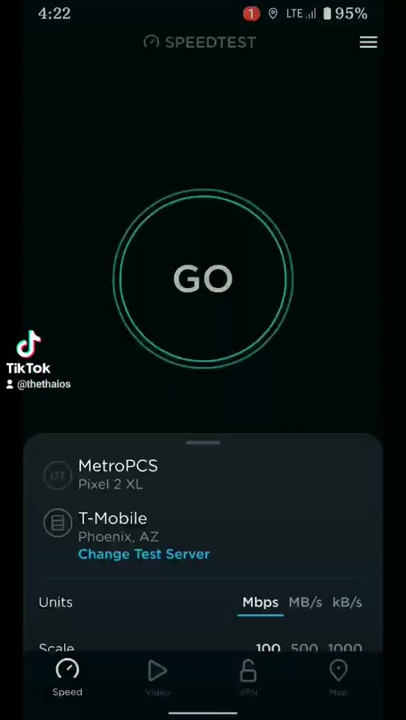 4:22
1
LTE
95%
SPEEDTEST
GO
TikTok
@thethaios
LTE
MetroPCS
Pixel 2 XL
T-Mobile
Phoenix, AZ
Change Test Server
Units
Mbps MB/s kB/s
Scale
100 500 1000
Speed Video VPN Map